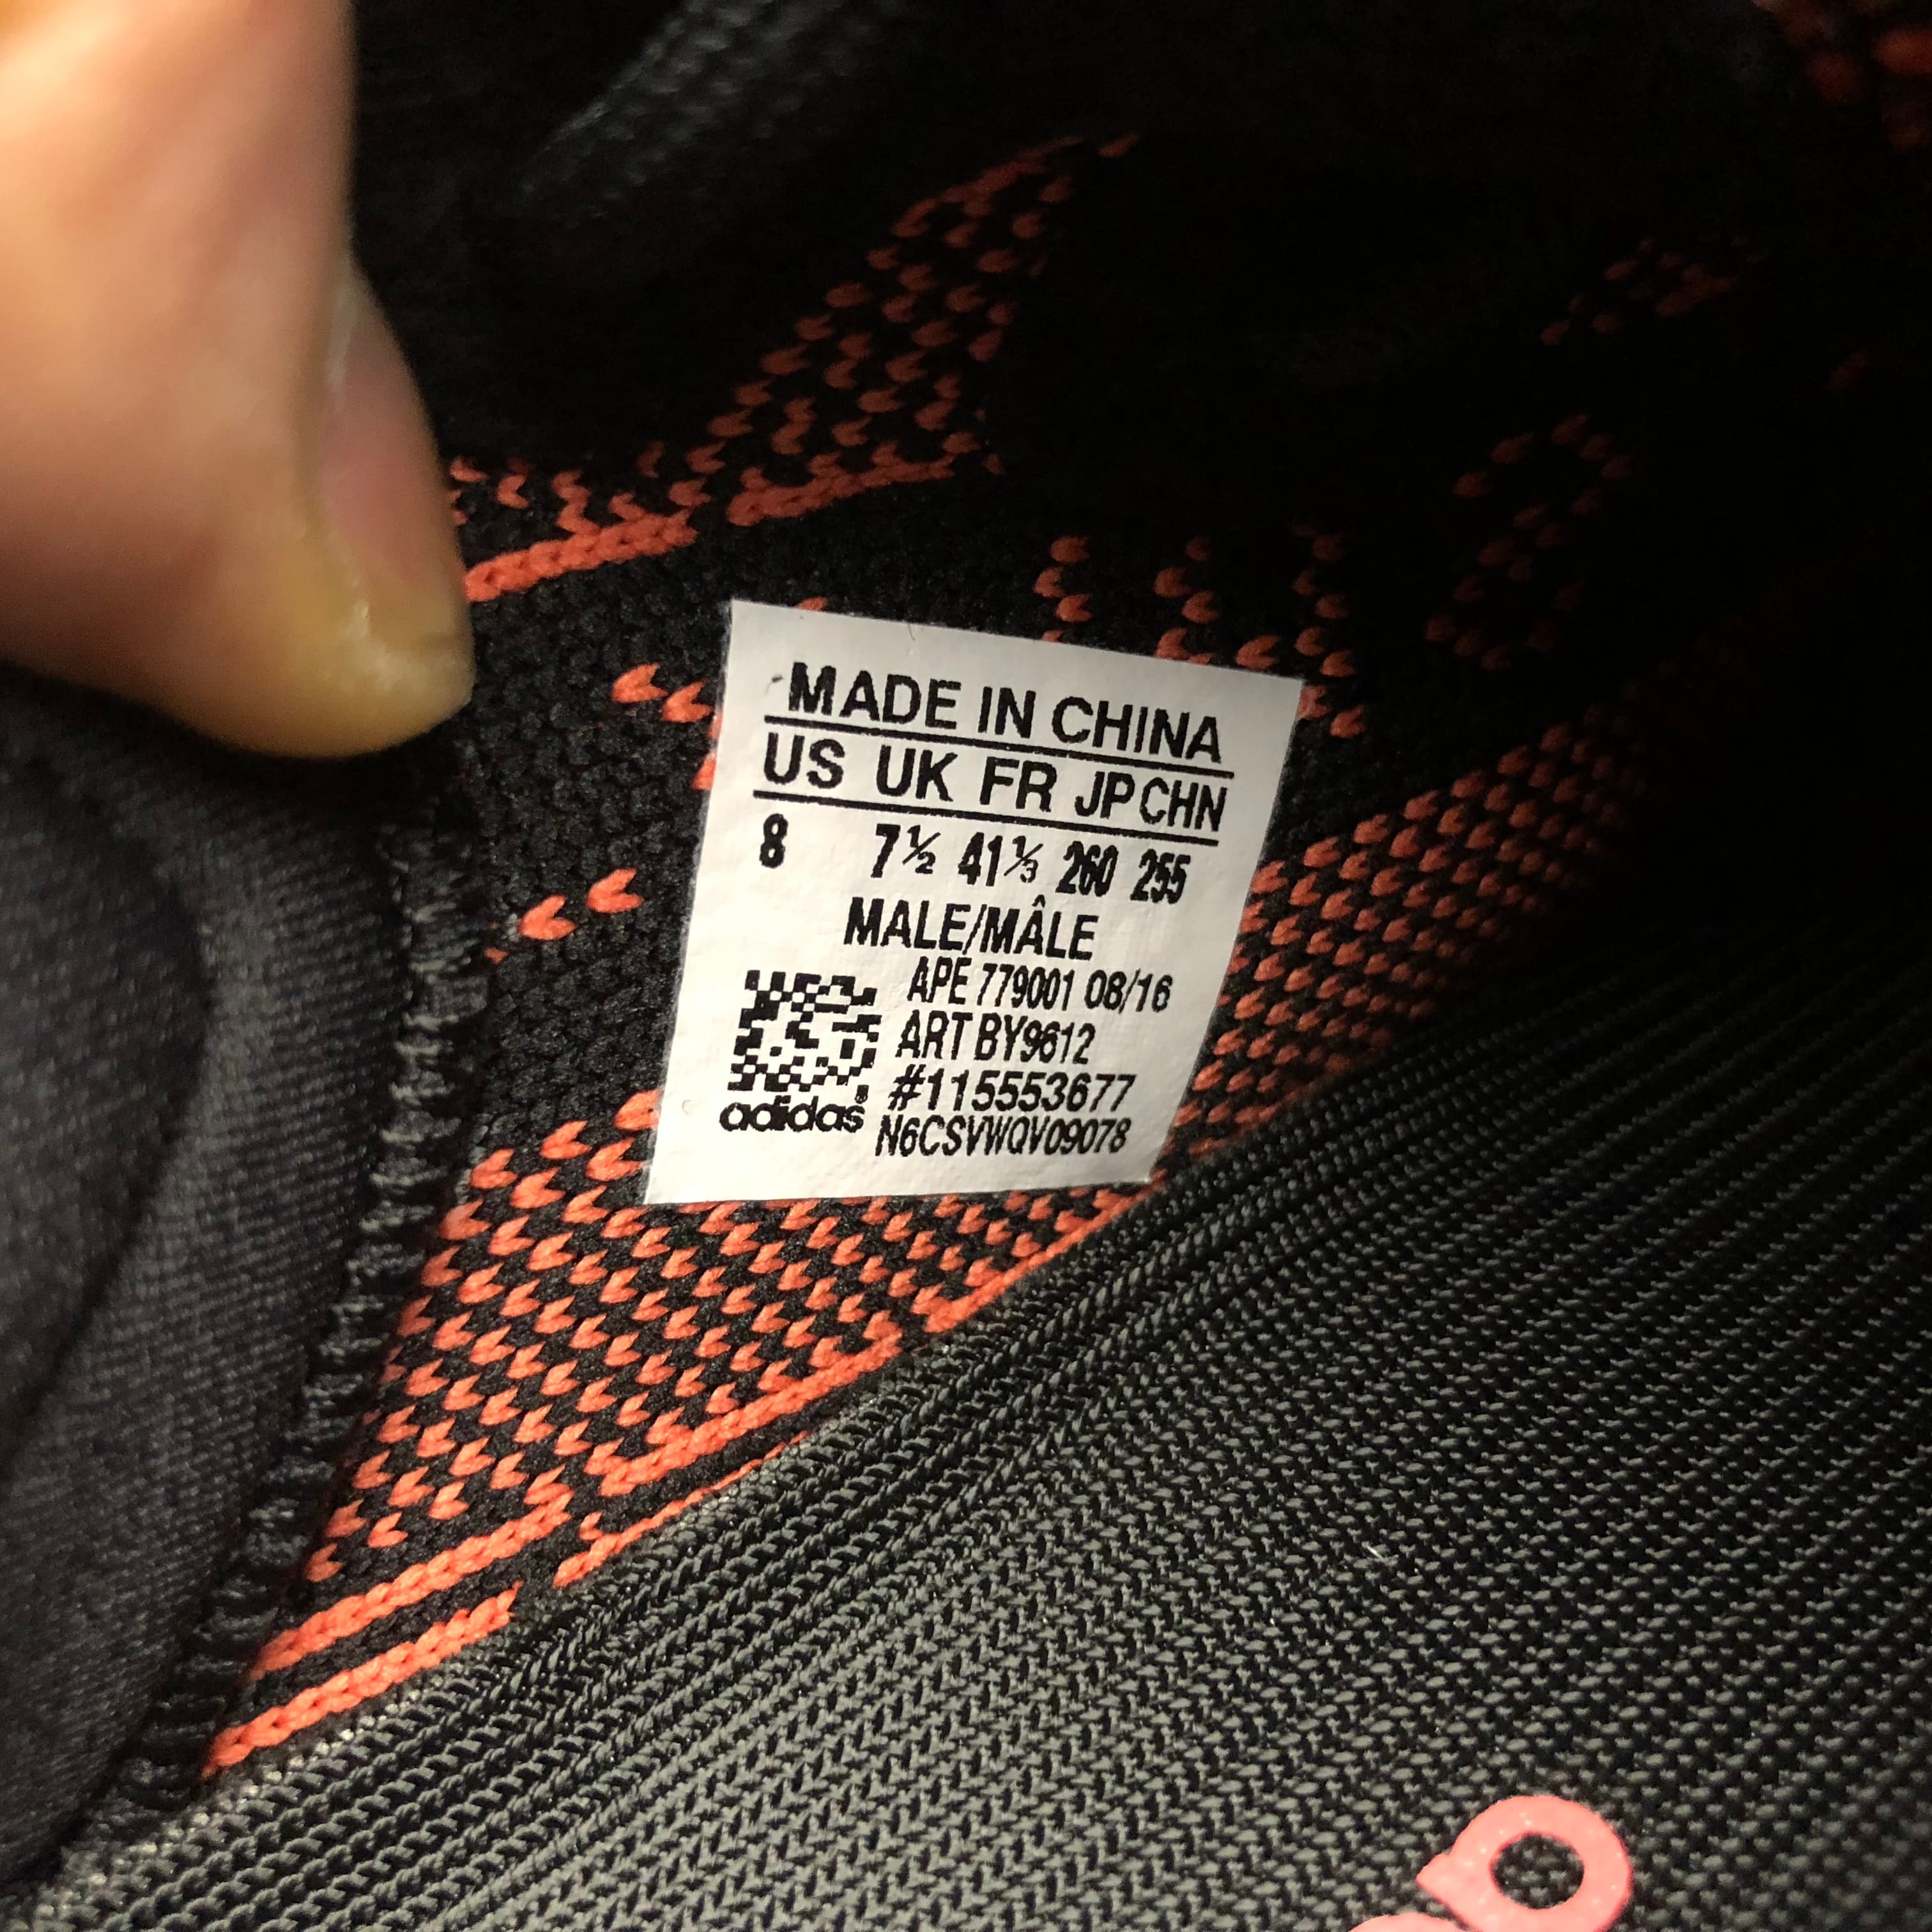 MADE IN CHINA
US UK FR JP CHN
8 7½ 41⅓ 260 255
MALE/MÂLE
APE 779001 08/16
ART BY9612
#115553677
adidas® N6CSVWQV09078